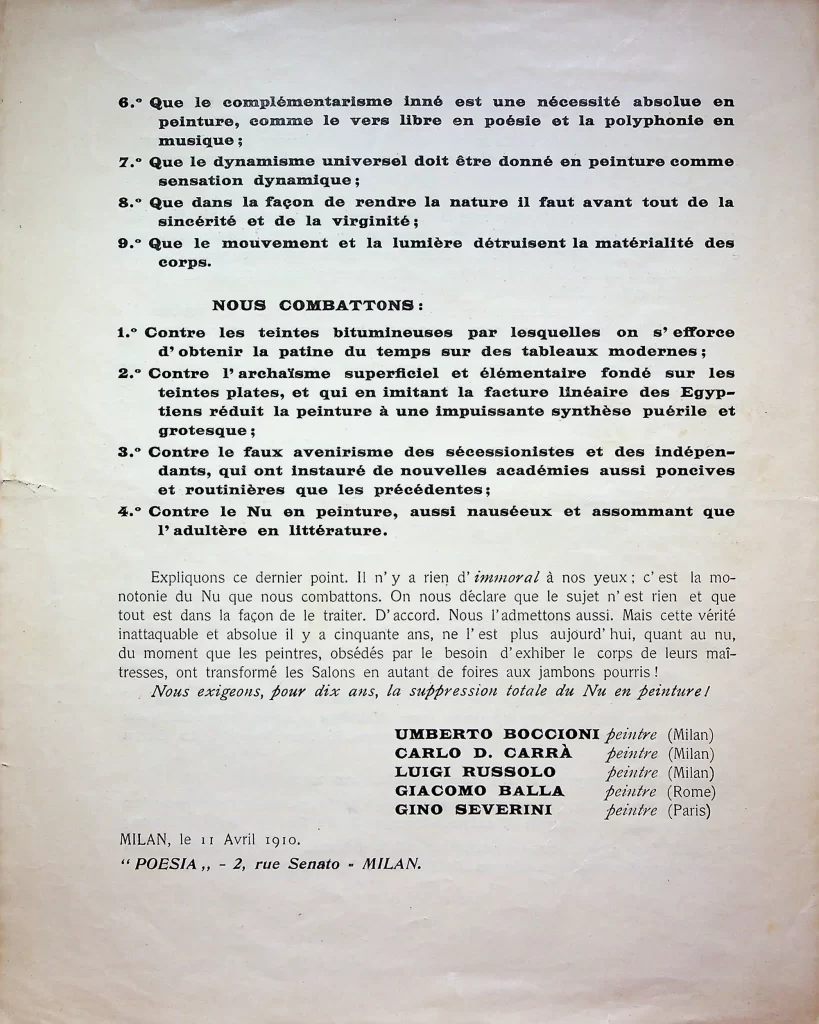 6.º Que le complémentarisme inné est une nécessité absolue en
peinture, comme le vers libre en poésie et la polyphonie en
musique;
7.º Que le dynamisme universel doit être donné en peinture comme
sensation dynamique;
8.º Que dans la façon de rendre la nature il faut avant tout de la
sincérité et de la virginité;
9.º Que le mouvement et la lumière détruisent la matérialité des
corps.
NOUS COMBATTONS:
1.º Contre les teintes bitumineuses par lesquelles on s'efforce
d'obtenir la patine du temps sur des tableaux modernes;
2.º Contre l'archaïsme superficiel et élémentaire fondé sur les
teintes plates, et qui en imitant la facture linéaire des Egyp-
tiens réduit la peinture à une impuissante synthèse puérile et
grotesque;
3.º Contre le faux avenirisme des sécessionistes et des indépen-
dants, qui ont instauré de nouvelles académies aussi poncives
et routinières que les précédentes;
4.º Contre le Nu en peinture, aussi nauséeux et assommant que
l'adultère en littérature.
Expliquons ce dernier point. Il n'y a rien d'immoral à nos yeux; c'est la mo-
notonie du Nu que nous combattons. On nous déclare que le sujet n'est rien et que
tout est dans la façon de le traiter. D'accord. Nous l'admettons aussi. Mais cette vérité
inattaquable et absolue il y a cinquante ans, ne l'est plus aujourd'hui, quant au nu,
du moment que les peintres, obsédés par le besoin d'exhiber le corps de leurs maî-
tresses, ont transformé les Salons en autant de foires aux jambons pourris!
Nous exigeons, pour dix ans, la suppression totale du Nu en peinture!
UMBERTO BOCCIONI peintre (Milan)
CARLO D. CARRÀ peintre (Milan)
LUIGI RUSSOLO peintre (Milan)
GIACOMO BALLA peintre (Rome)
GINO SEVERINI peintre (Paris)
MILAN, le 11 Avril 1910.
“ POESIA „ - 2, rue Senato - MILAN.